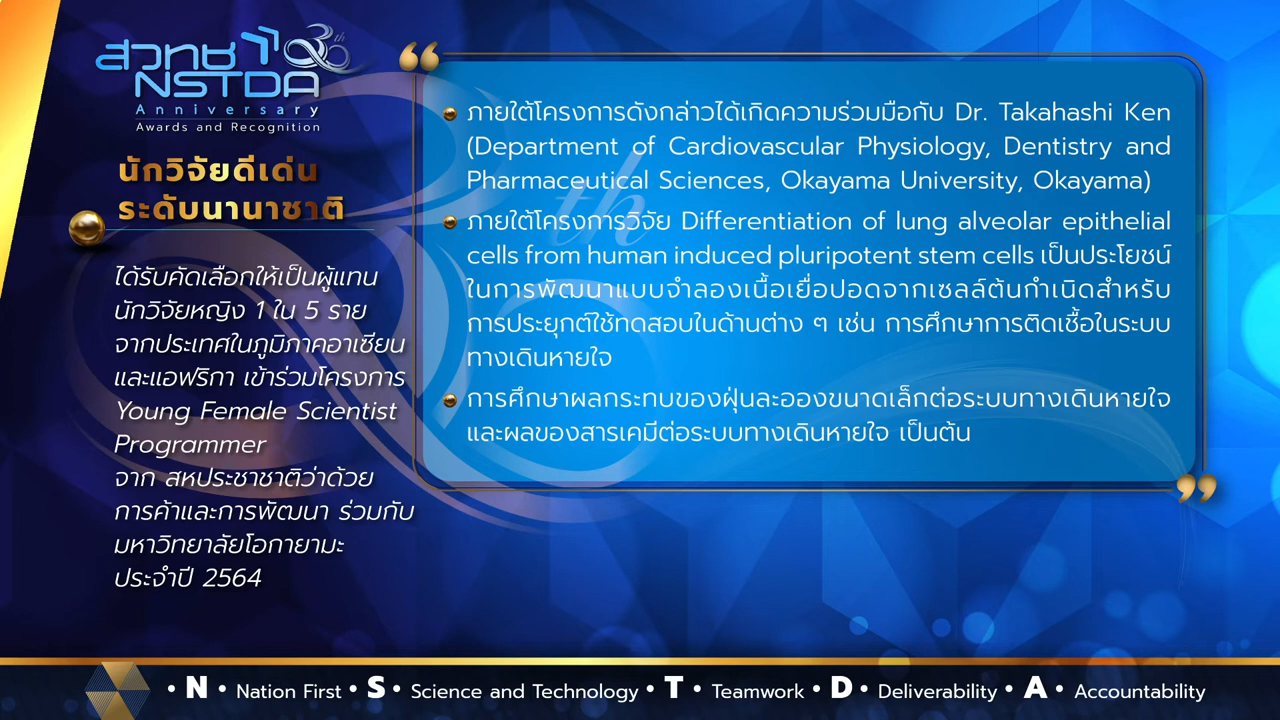 สวทช
30th
NSTDA
Anniversary
Awards and Recognition
นักวิจัยดีเด่น
ระดับนานาชาติ
ได้รับคัดเลือกให้เป็นผู้แทน
นักวิจัยหญิง 1 ใน 5 ราย
จากประเทศในภูมิภาคอาเซียน
และแอฟริกา เข้าร่วมโครงการ
Young Female Scientist
Programmer
จาก สหประชาชาติว่าด้วย
การค้าและการพัฒนา ร่วมกับ
มหาวิทยาลัยโอกายามะ
ประจำปี 2564
“
• ภายใต้โครงการดังกล่าวได้เกิดความร่วมมือกับ Dr. Takahashi Ken
(Department of Cardiovascular Physiology, Dentistry and
Pharmaceutical Sciences, Okayama University, Okayama)
• ภายใต้โครงการวิจัย Differentiation of lung alveolar epithelial
cells from human induced pluripotent stem cells เป็นประโยชน์
ในการพัฒนาแบบจำลองเนื้อเยื่อปอดจากเซลล์ต้นกำเนิดสำหรับ
การประยุกต์ใช้ทดสอบในด้านต่าง ๆ เช่น การศึกษาการติดเชื้อในระบบ
ทางเดินหายใจ
• การศึกษาผลกระทบของฝุ่นละอองขนาดเล็กต่อระบบทางเดินหายใจ
และผลของสารเคมีต่อระบบทางเดินหายใจ เป็นต้น
”
• N • Nation First • S • Science and Technology • T • Teamwork • D • Deliverability • A • Accountability